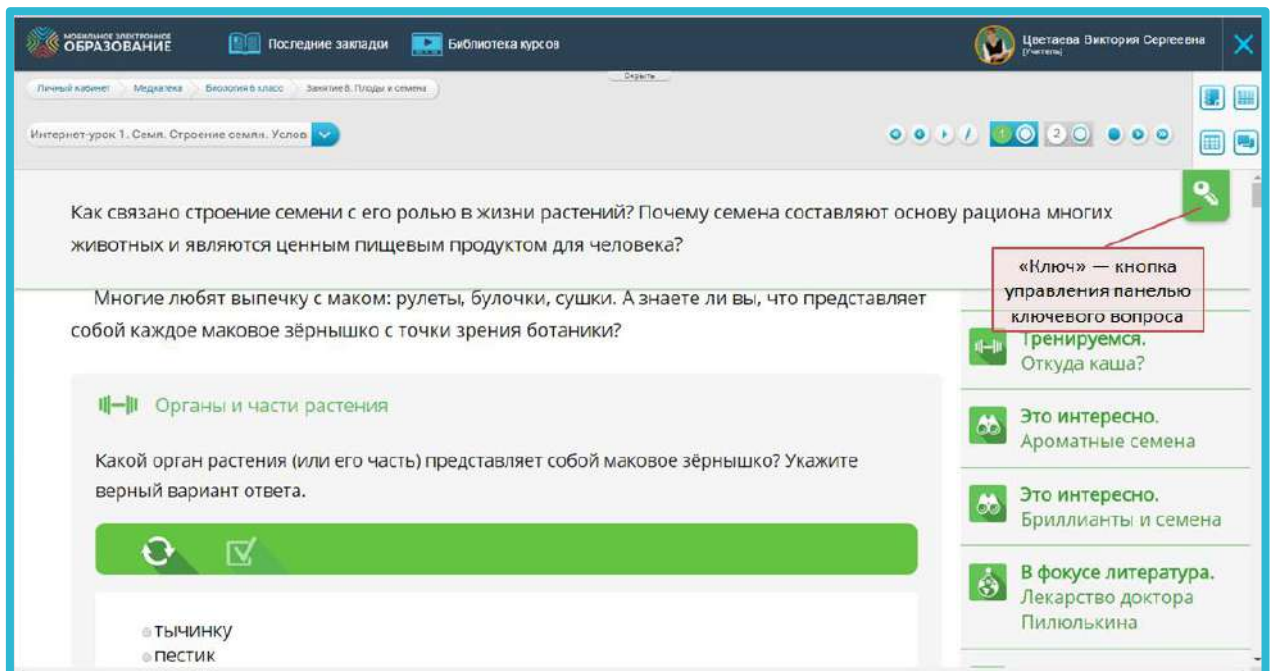 МОБИЛЬНОЕ ЭЛЕКТРОННОЕ
ОБРАЗОВАНИЕ
Последние закладки
Библиотека курсов
Цветаева Виктория Сергеевна
[Учитель]
Скрыть
Личный кабинет
Медиатека
Биология 6 класс
Занятие 8. Плоды и семена
Интернет-урок 1. Семя. Строение семян. Услов
1
2
Как связано строение семени с его ролью в жизни растений? Почему семена составляют основу рациона многих
животных и являются ценным пищевым продуктом для человека?
«Ключ» — кнопка
управления панелью
ключевого вопроса
Многие любят выпечку с маком: рулеты, булочки, сушки. А знаете ли вы, что представляет
собой каждое маковое зёрнышко с точки зрения ботаники?
Органы и части растения
Какой орган растения (или его часть) представляет собой маковое зёрнышко? Укажите
верный вариант ответа.
тычинку
пестик
Тренируемся.
Откуда каша?
Это интересно.
Ароматные семена
Это интересно.
Бриллианты и семена
В фокусе литература.
Лекарство доктора
Пилюлькина